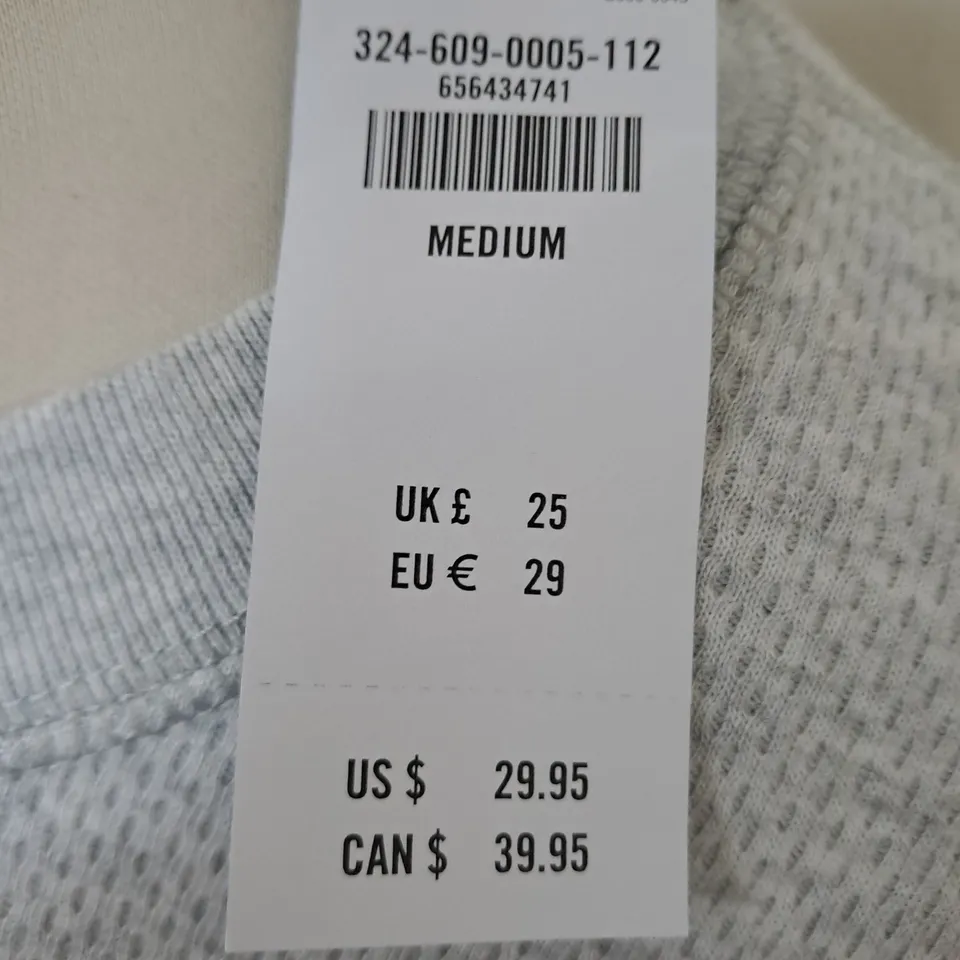 324-609-0005-112
656434741
MEDIUM
UK £ 25
EU € 29
US $ 29.95
CAN $ 39.95